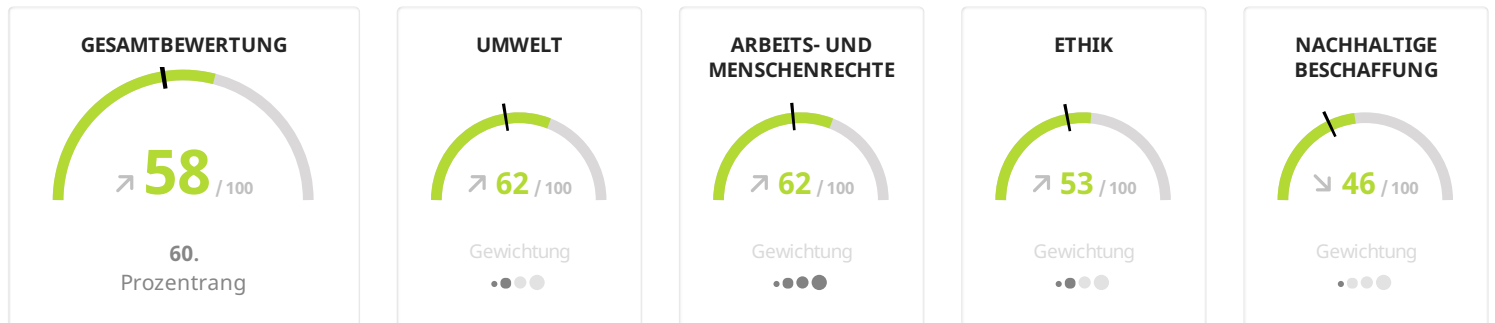 GESAMTBEWERTUNG
58 / 100
60.
Prozentrang
UMWELT
62 / 100
Gewichtung
ARBEITS- UND
MENSCHENRECHTE
62 / 100
Gewichtung
ETHIK
53 / 100
Gewichtung
NACHHALTIGE
BESCHAFFUNG
46 / 100
Gewichtung